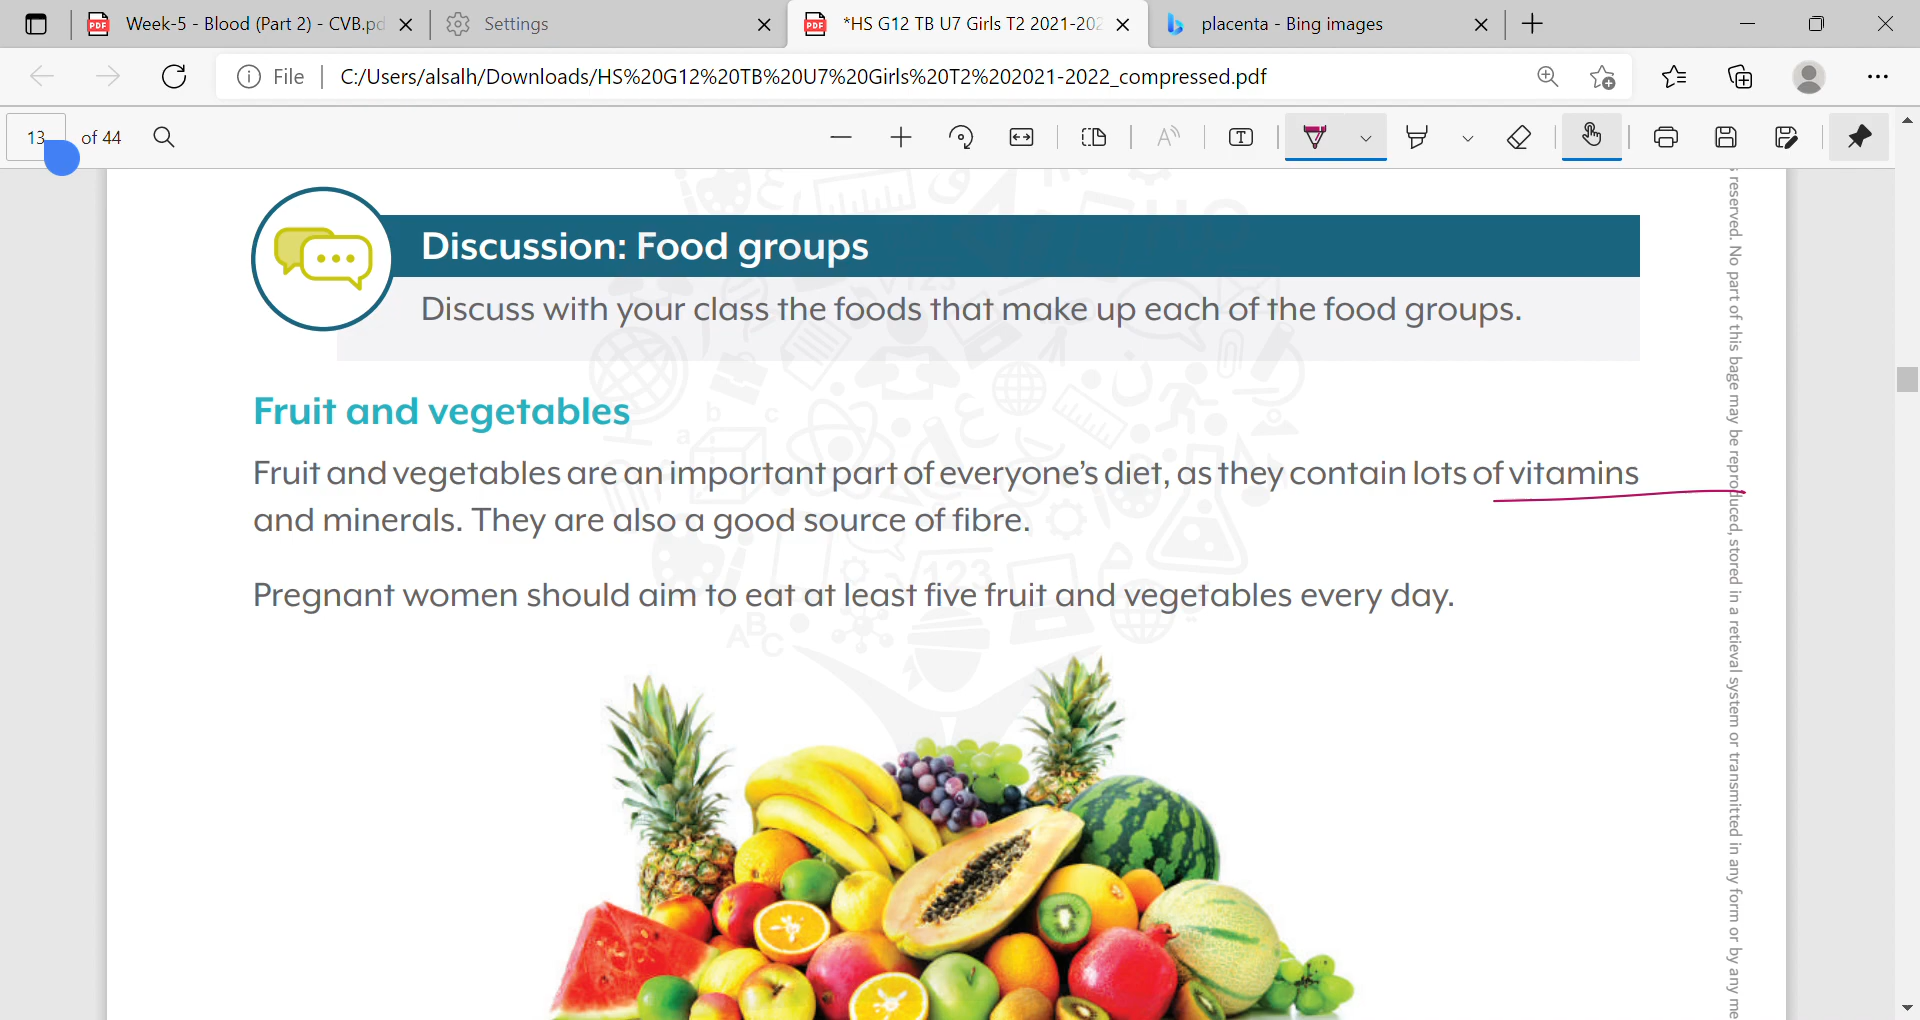 Week-5 - Blood (Part 2) - CVB.pd
Settings
*HS G12 TB U7 Girls T2 2021-202
placenta - Bing images
File
C:/Users/alsalh/Downloads/HS%20G12%20TB%20U7%20Girls%20T2%202021-2022_compressed.pdf
13 of 44
Discussion: Food groups
Discuss with your class the foods that make up each of the food groups.
Fruit and vegetables
Fruit and vegetables are an important part of everyone's diet, as they contain lots of vitamins
and minerals. They are also a good source of fibre.
Pregnant women should aim to eat at least five fruit and vegetables every day.
reserved. No part of this bage may be reproduced, stored in a retieval system or transmitted in any form or by any me